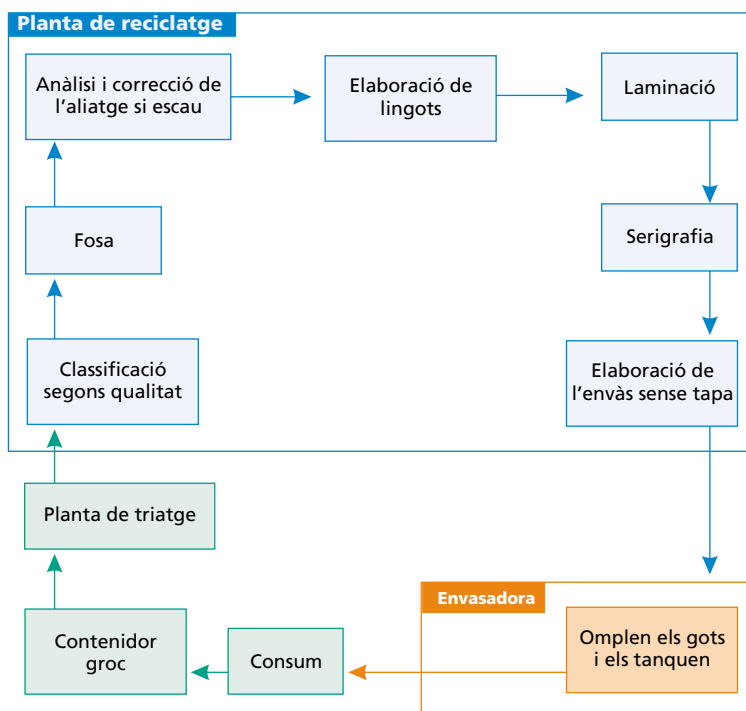 Planta de reciclatge
Anàlisi i correcció de
l'aliatge si escau
Elaboració de
lingots
Laminació
Fosa
Serigrafia
Classificació
segons qualitat
Elaboració de
l'envàs sense tapa
Planta de triatge
Envasadora
Omplen els gots
i els tanquen
Consum
Contenidor
groc